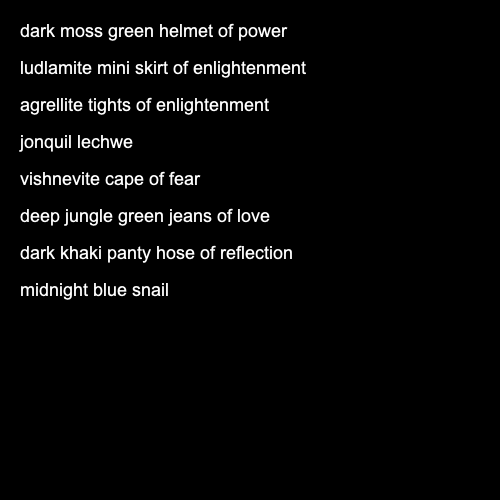 dark moss green helmet of power
ludlamite mini skirt of enlightenment
agrellite tights of enlightenment
jonquil lechwe
vishnevite cape of fear
deep jungle green jeans of love
dark khaki panty hose of reflection
midnight blue snail